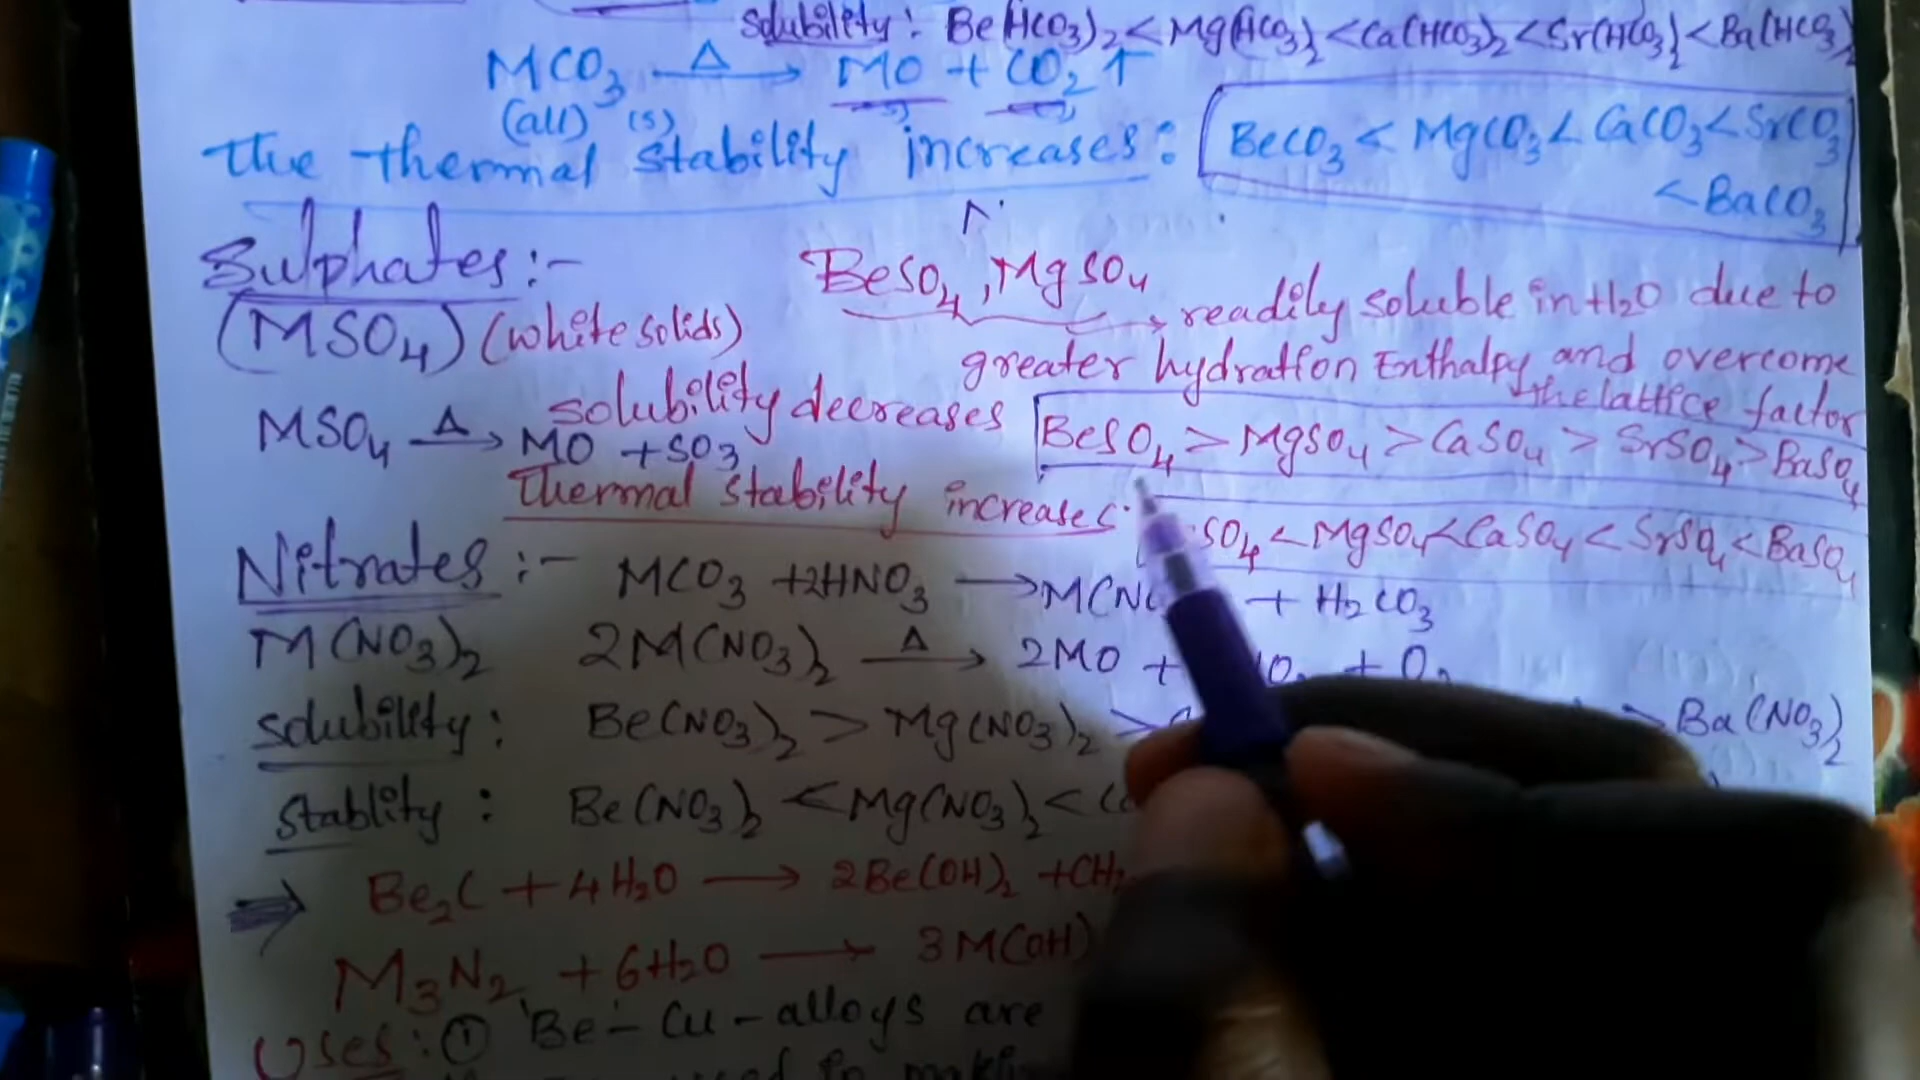 Solubility: Be(HCO3)2 < Mg(HCO3)2 < Ca(HCO3)2 < Sr(HCO3)2 < Ba(HCO3)2
MCO3 Δ→ MO + CO2 ↑
(all) (s)
The thermal stability increases: BeCO3 < MgCO3 < CaCO3 < SrCO3
< BaCO3
Sulphates:-
BeSO4, MgSO4
(MSO4) (white solids)
→ readily soluble in H2O due to
greater hydration Enthalpy and overcome
the lattice factor
solubility decreases BeSO4 > MgSO4 > CaSO4 > SrSO4 > BaSO4
MSO4 Δ→ MO + SO3
Thermal stability increases: SO4 < MgSO4 < CaSO4 < SrSO4 < BaSO4
Nitrates:- MCO3 + 2HNO3 → M(N + H2CO3
M(NO3)2 2M(NO3)2 Δ→ 2MO + + O2
solubility: Be(NO3)2 > Mg(NO3)2 > > Ba(NO3)2
Stablity: Be(NO3)2 < Mg(NO3)2 <
⇒ Be2C + 4H2O → 2Be(OH)2 + CH
M3N2 + 6H2O → 3M(OH)
Uses: ① Be-Cu-alloys are
used in